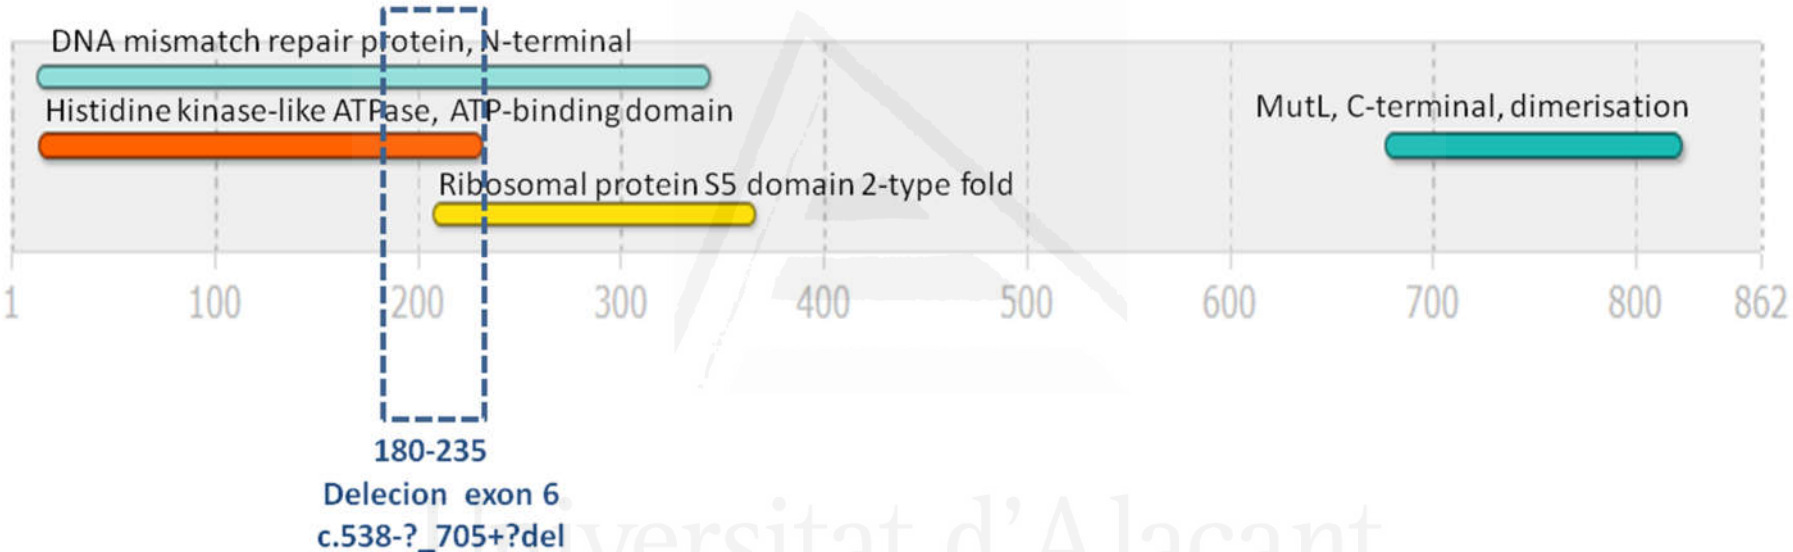 DNA mismatch repair protein, N-terminal
Histidine kinase-like ATPase, ATP-binding domain
MutL, C-terminal, dimerisation
Ribosomal protein S5 domain 2-type fold
1 100 200 300 400 500 600 700 800 862
180-235
Delecion exon 6
c.538-?_705+?del
Universitat d'Alacant